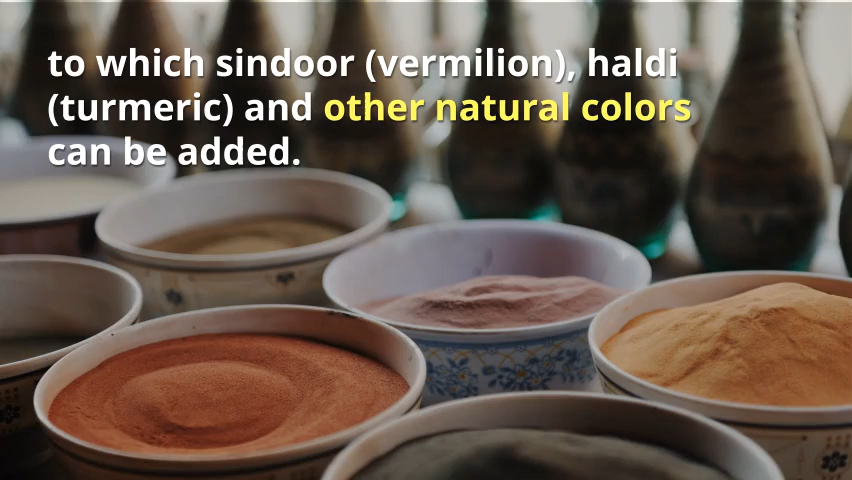 to which sindoor (vermilion), haldi
(turmeric) and other natural colors
can be added.